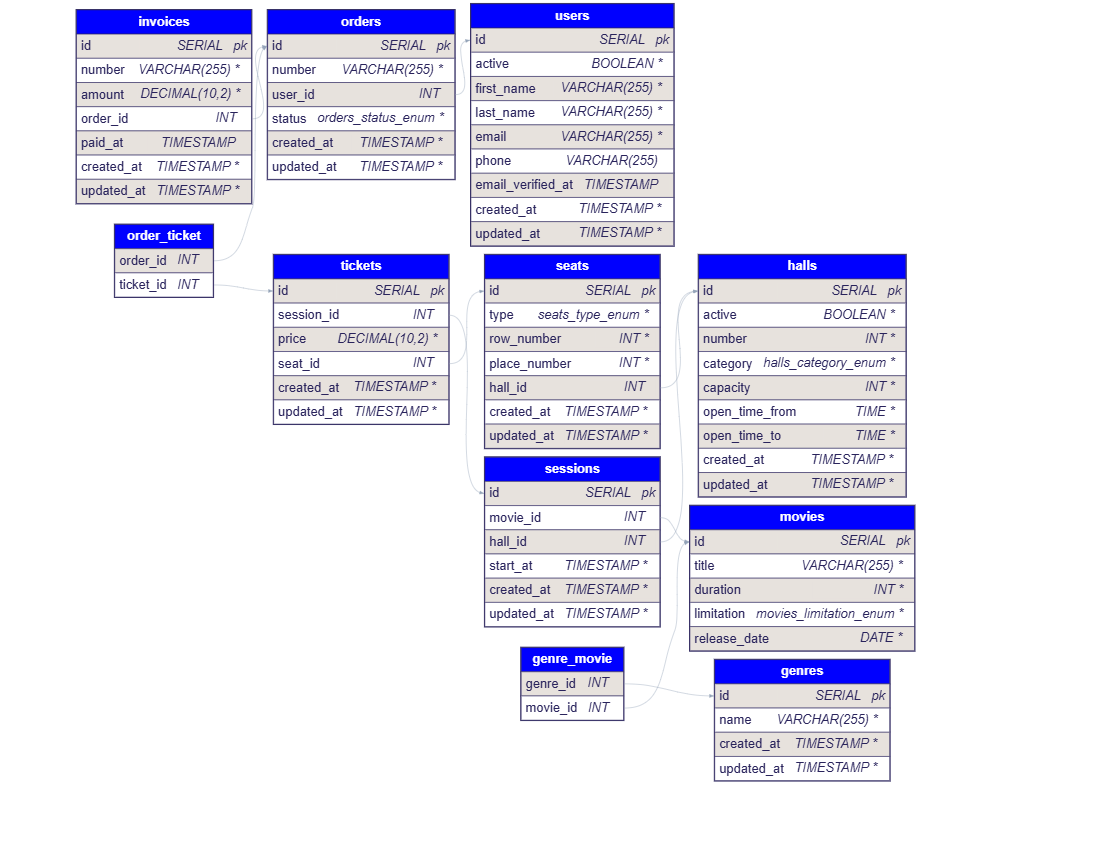 invoices
id SERIAL pk
number VARCHAR(255) *
amount DECIMAL(10,2) *
order_id INT
paid_at TIMESTAMP
created_at TIMESTAMP *
updated_at TIMESTAMP *
orders
id SERIAL pk
number VARCHAR(255) *
user_id INT
status orders_status_enum *
created_at TIMESTAMP *
updated_at TIMESTAMP *
users
id SERIAL pk
active BOOLEAN *
first_name VARCHAR(255) *
last_name VARCHAR(255) *
email VARCHAR(255) *
phone VARCHAR(255)
email_verified_at TIMESTAMP
created_at TIMESTAMP *
updated_at TIMESTAMP *
order_ticket
order_id INT
ticket_id INT
tickets
id SERIAL pk
session_id INT
price DECIMAL(10,2) *
seat_id INT
created_at TIMESTAMP *
updated_at TIMESTAMP *
seats
id SERIAL pk
type seats_type_enum *
row_number INT *
place_number INT *
hall_id INT
created_at TIMESTAMP *
updated_at TIMESTAMP *
halls
id SERIAL pk
active BOOLEAN *
number INT *
category halls_category_enum *
capacity INT *
open_time_from TIME *
open_time_to TIME *
created_at TIMESTAMP *
updated_at TIMESTAMP *
sessions
id SERIAL pk
movie_id INT
hall_id INT
start_at TIMESTAMP *
created_at TIMESTAMP *
updated_at TIMESTAMP *
movies
id SERIAL pk
title VARCHAR(255) *
duration INT *
limitation movies_limitation_enum *
release_date DATE *
genre_movie
genre_id INT
movie_id INT
genres
id SERIAL pk
name VARCHAR(255) *
created_at TIMESTAMP *
updated_at TIMESTAMP *